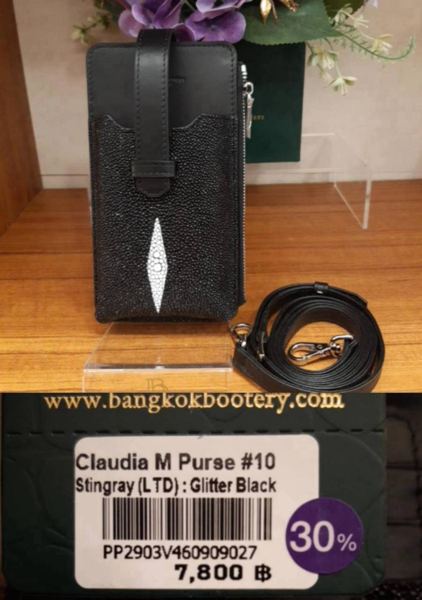 www.bangkokbootery.com
Claudia M Purse #10
Stingray (LTD) : Glitter Black
PP2903V460909027
7,800 ฿
30%